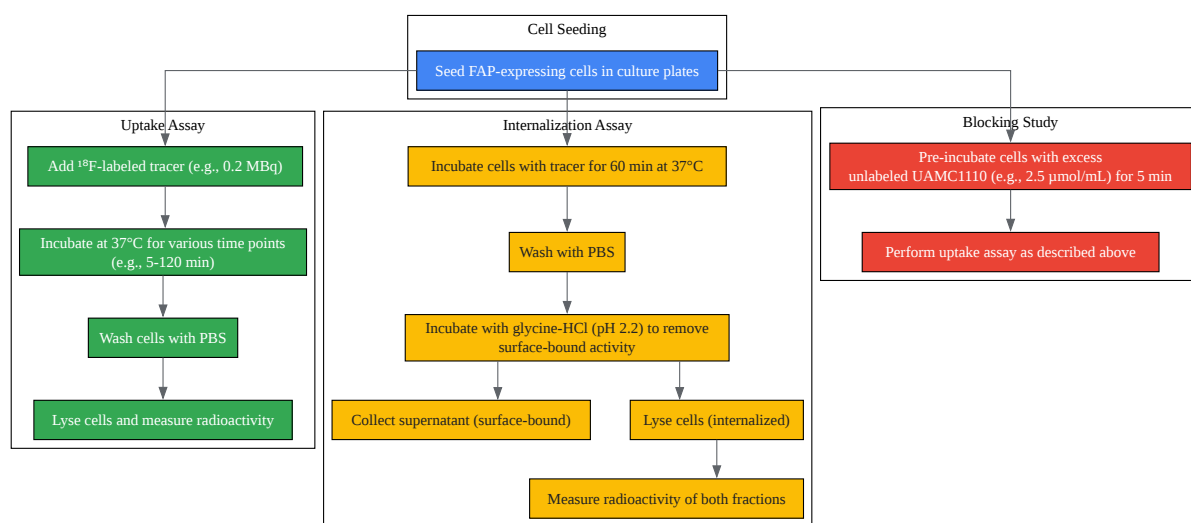 Cell Seeding
Seed FAP-expressing cells in culture plates
Uptake Assay
Add ¹⁸F-labeled tracer (e.g., 0.2 MBq)
Incubate at 37°C for various time points
(e.g., 5-120 min)
Wash cells with PBS
Lyse cells and measure radioactivity
Internalization Assay
Incubate cells with tracer for 60 min at 37°C
Wash with PBS
Incubate with glycine-HCl (pH 2.2) to remove
surface-bound activity
Collect supernatant (surface-bound)
Lyse cells (internalized)
Measure radioactivity of both fractions
Blocking Study
Pre-incubate cells with excess
unlabeled UAMC1110 (e.g., 2.5 µmol/mL) for 5 min
Perform uptake assay as described above